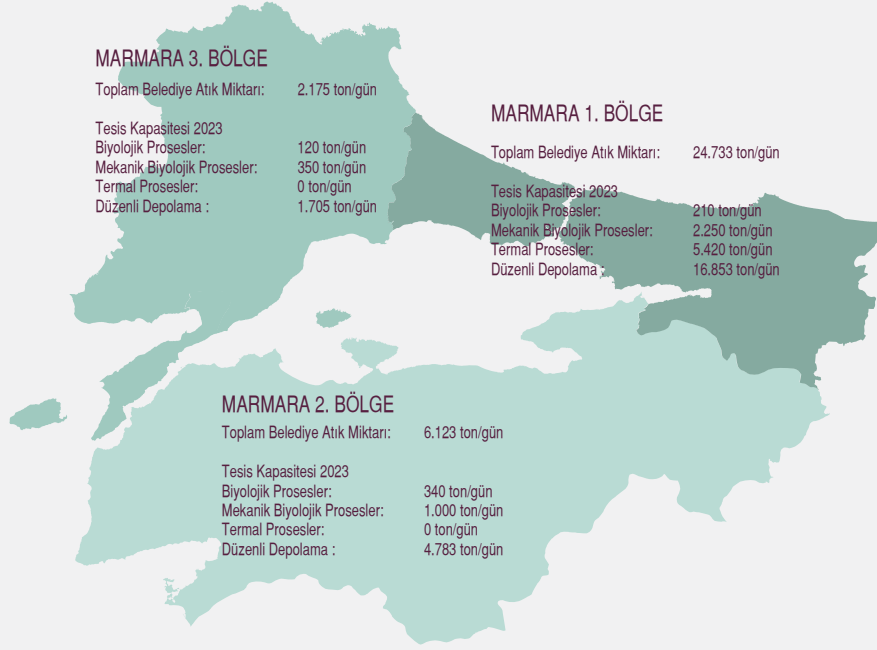 MARMARA 3. BÖLGE
Toplam Belediye Atık Miktarı: 2.175 ton/gün
Tesis Kapasitesi 2023
Biyolojik Prosesler: 120 ton/gün
Mekanik Biyolojik Prosesler: 350 ton/gün
Termal Prosesler: 0 ton/gün
Düzenli Depolama : 1.705 ton/gün
MARMARA 1. BÖLGE
Toplam Belediye Atık Miktarı: 24.733 ton/gün
Tesis Kapasitesi 2023
Biyolojik Prosesler: 210 ton/gün
Mekanik Biyolojik Prosesler: 2.250 ton/gün
Termal Prosesler: 5.420 ton/gün
Düzenli Depolama : 16.853 ton/gün
MARMARA 2. BÖLGE
Toplam Belediye Atık Miktarı: 6.123 ton/gün
Tesis Kapasitesi 2023
Biyolojik Prosesler: 340 ton/gün
Mekanik Biyolojik Prosesler: 1.000 ton/gün
Termal Prosesler: 0 ton/gün
Düzenli Depolama : 4.783 ton/gün